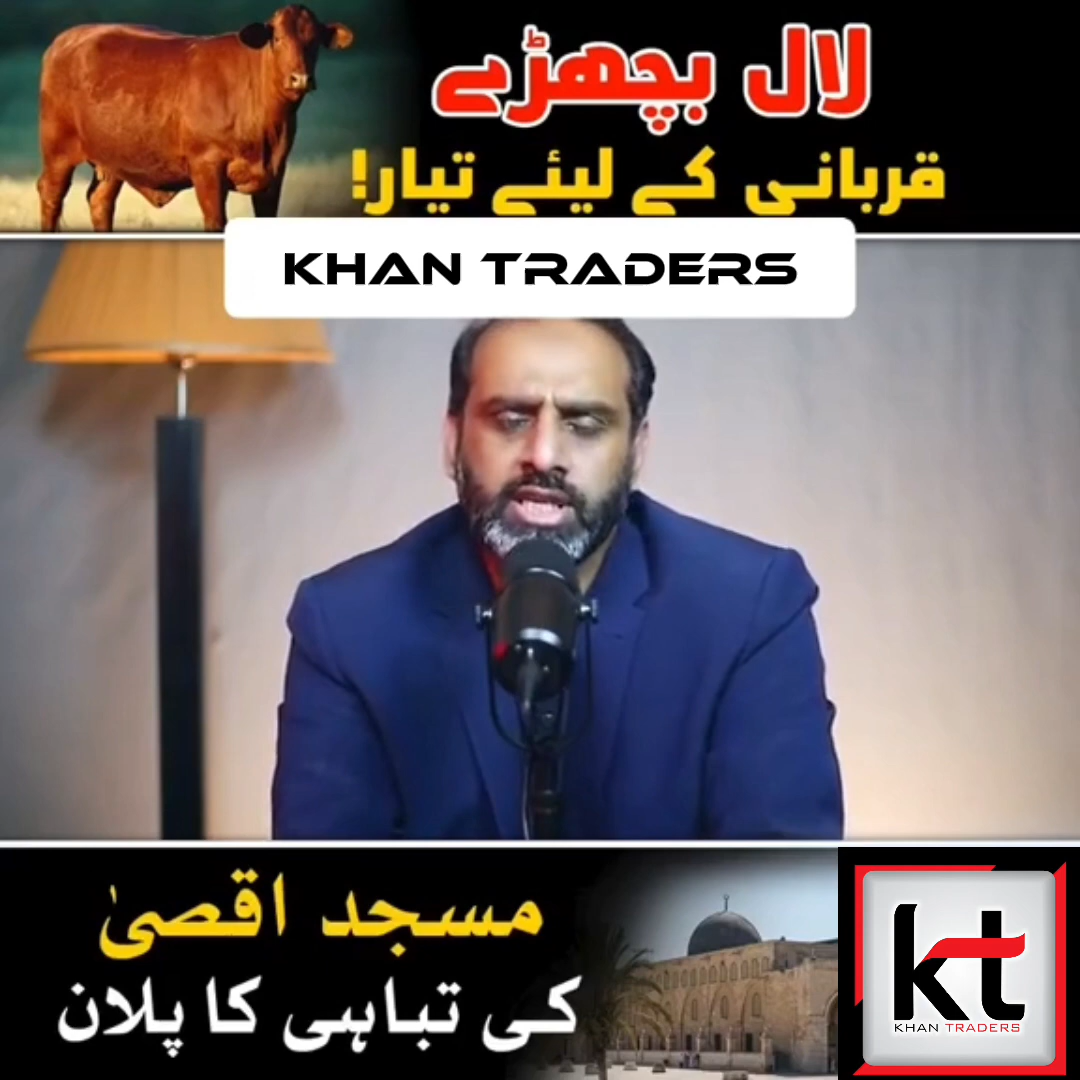 لال بچھڑے
قربانی کے لیئے تیار!
KHAN TRADERS
مسجد اقصیٰ
کی تباہی کا پلان
kt
KHAN TRADERS